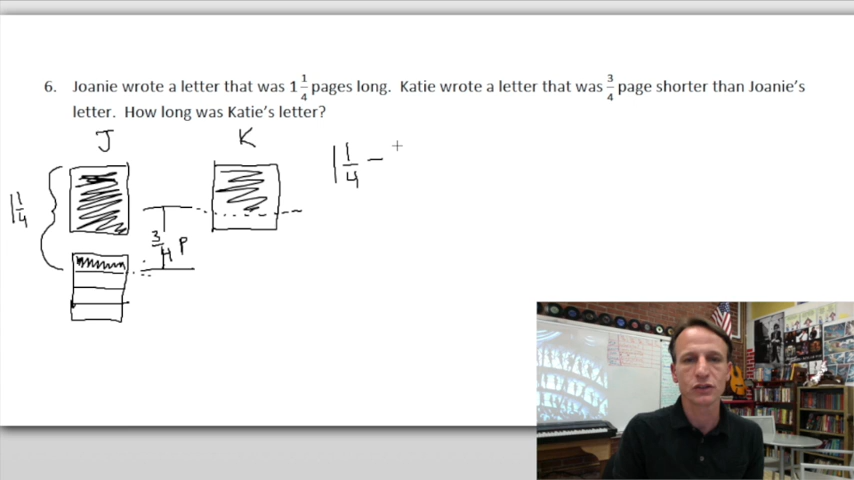 6. Joanie wrote a letter that was 1 1/4 pages long. Katie wrote a letter that was 3/4 page shorter than Joanie's
letter. How long was Katie's letter?
J K
1 1/4 −
1 1/4
3/4 P